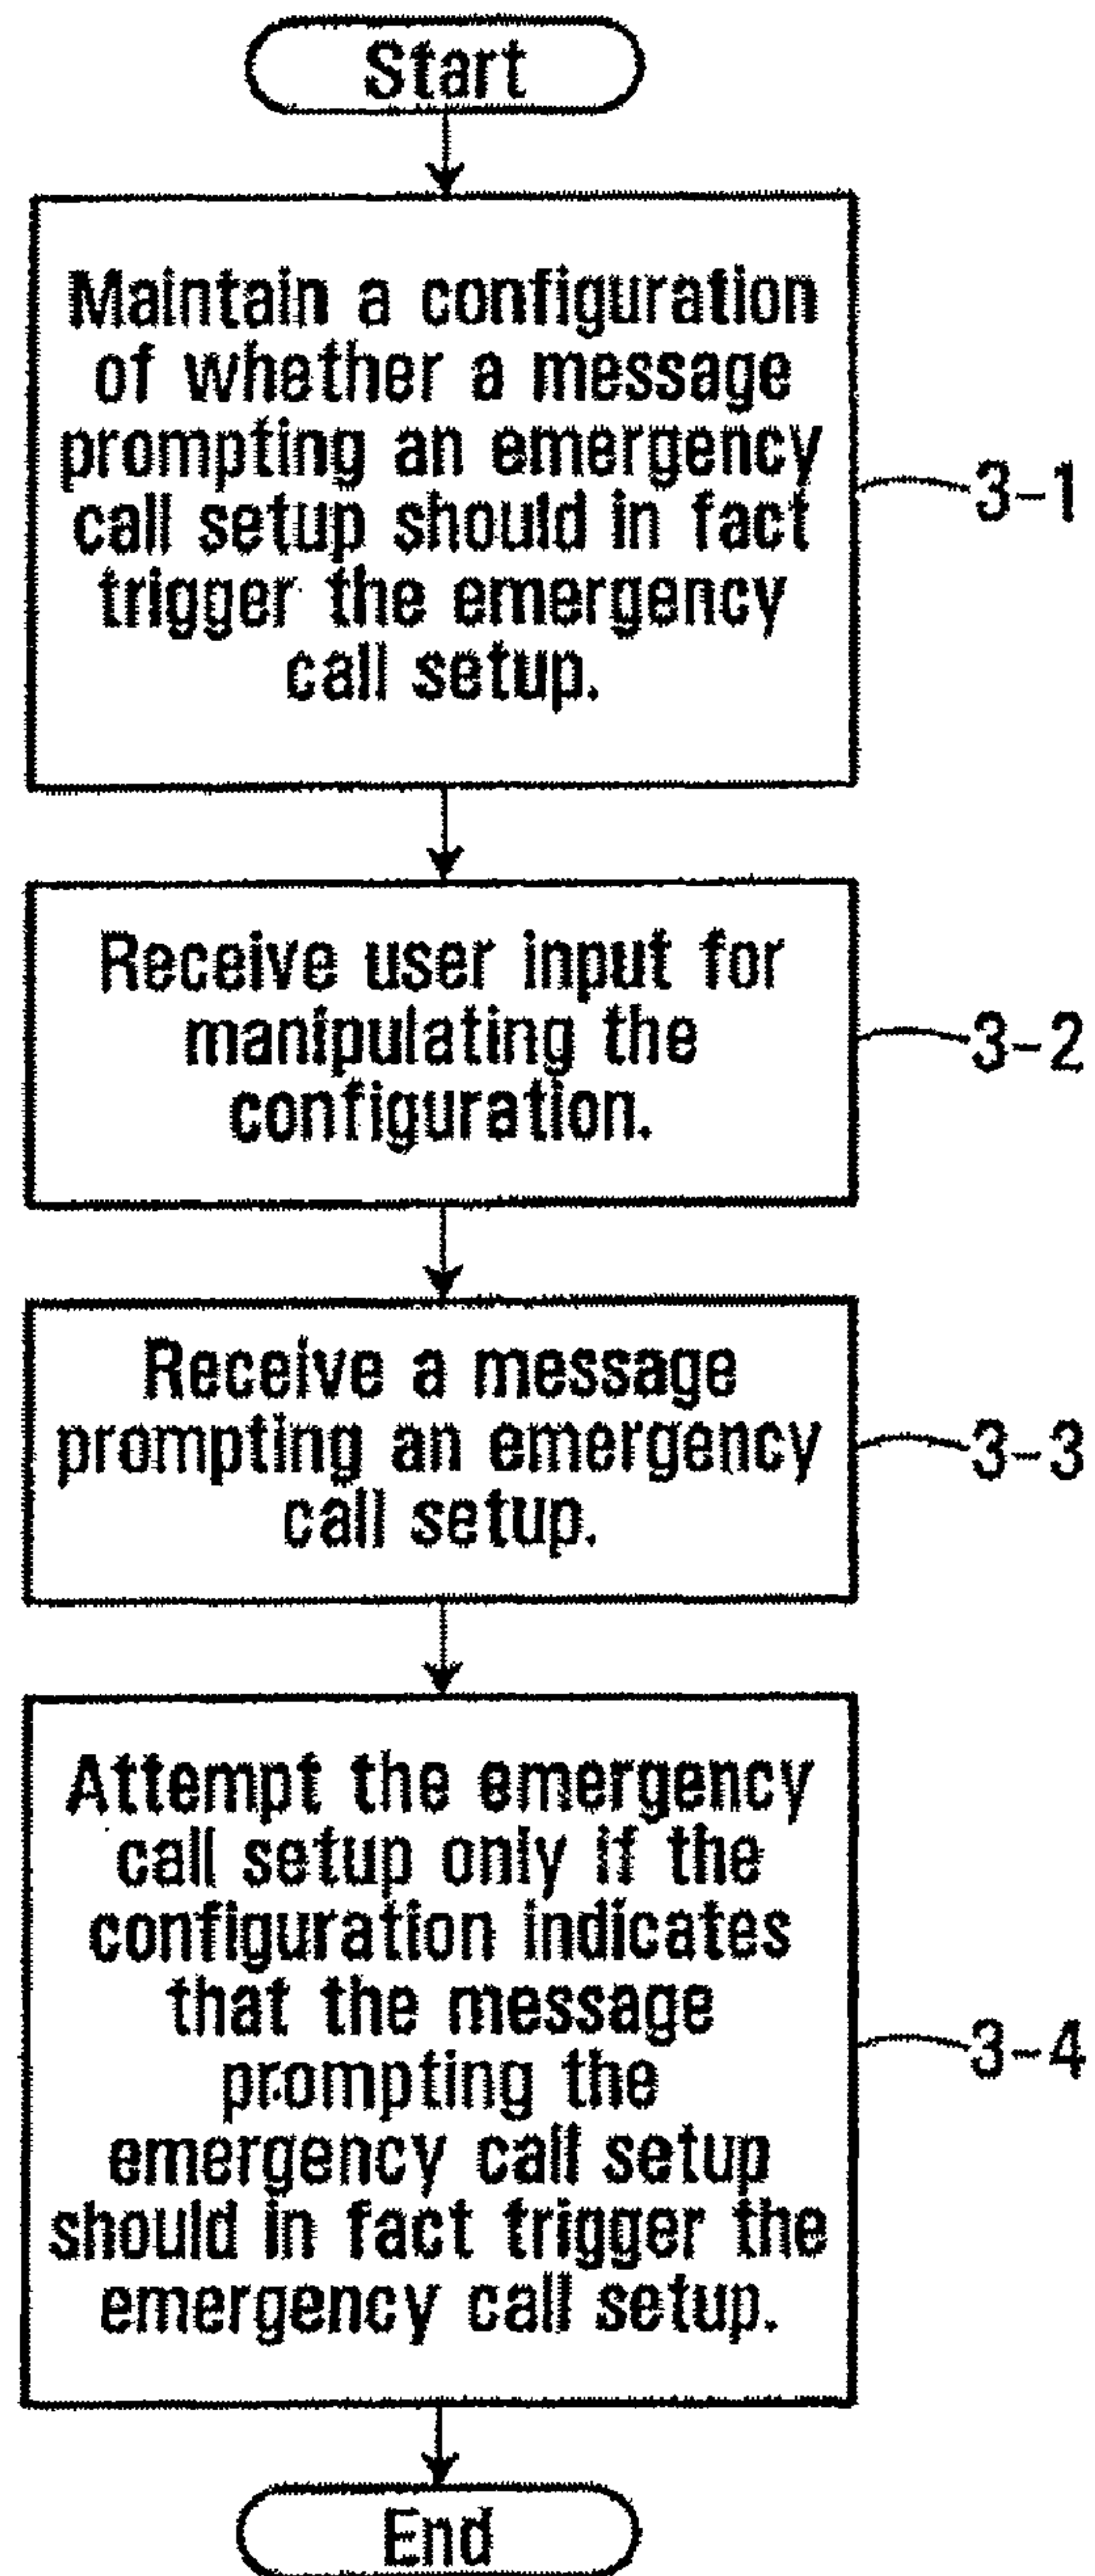 Start
Maintain a configuration
of whether a message
prompting an emergency
call setup should in fact
trigger the emergency
call setup.
3-1
Receive user input for
manipulating the
configuration.
3-2
Receive a message
prompting an emergency
call setup.
3-3
Attempt the emergency
call setup only if the
configuration indicates
that the message
prompting the
emergency call setup
should in fact trigger the
emergency call setup.
3-4
End